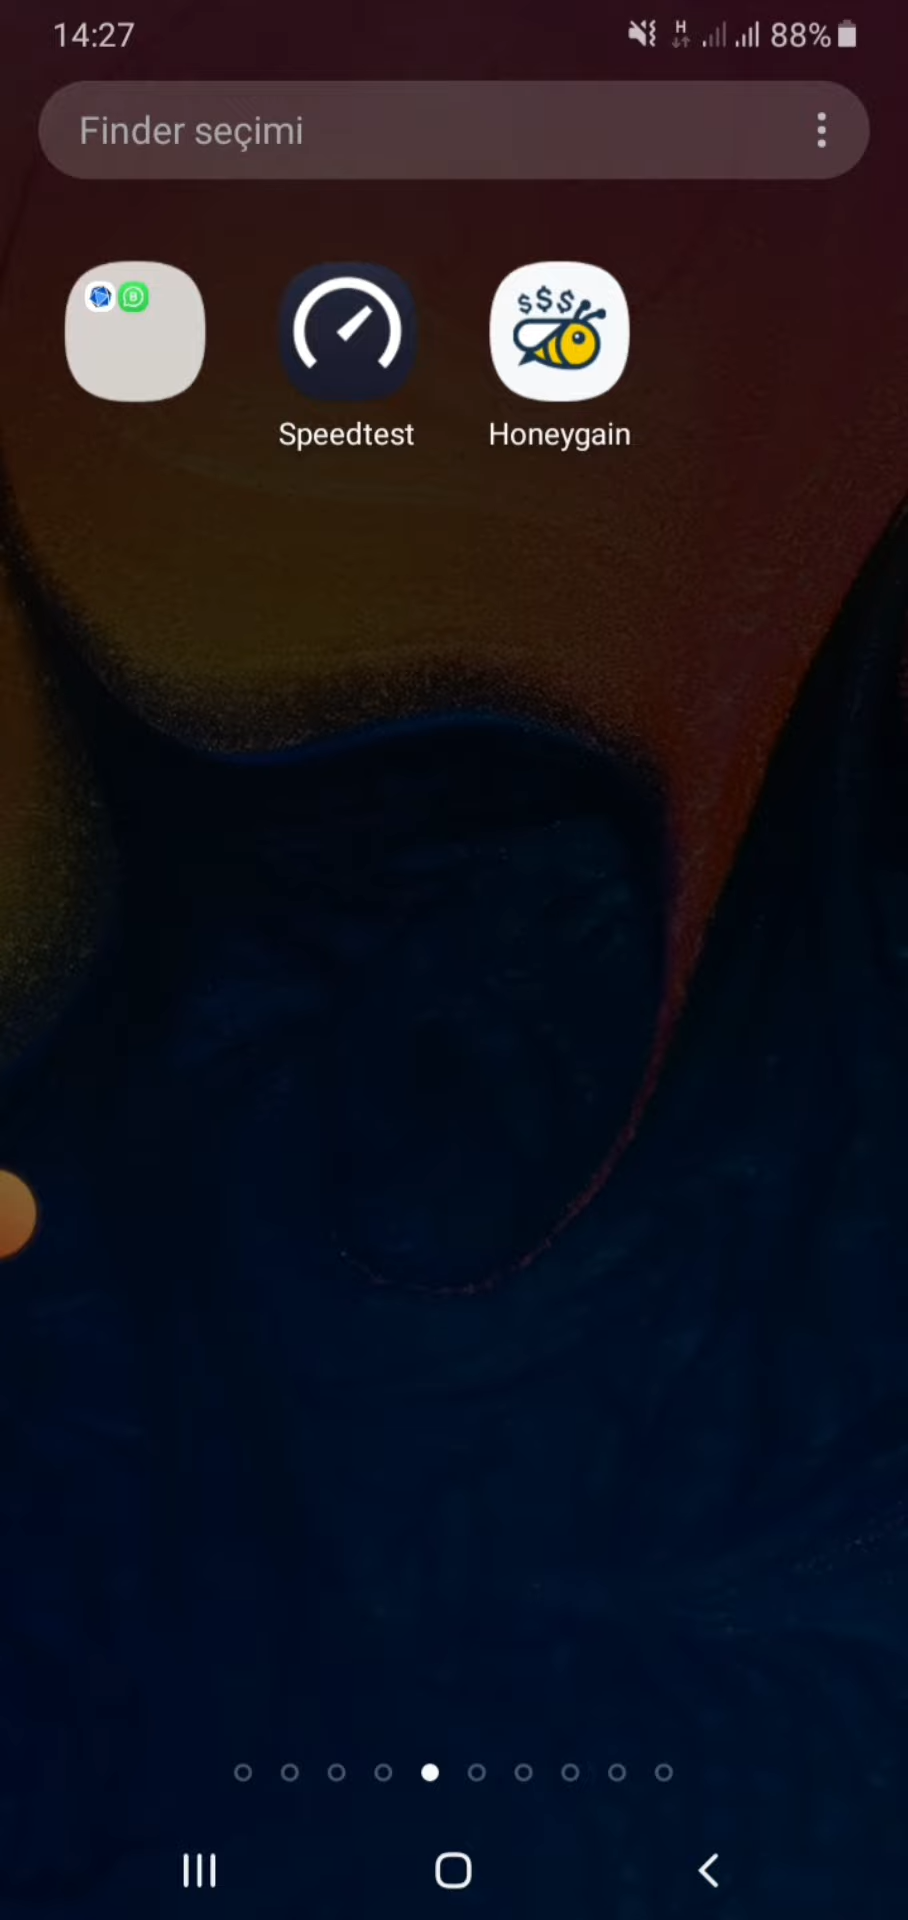 14:27
H
88%
Finder seçimi
$$$
B
Speedtest
Honeygain